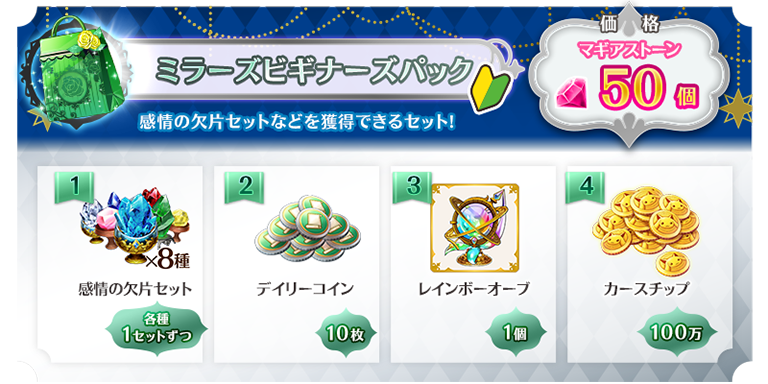 価格
マギアストーン
50個
ミラーズビギナーズパック
感情の欠片セットなどを獲得できるセット!
1
×8種
感情の欠片セット
各種
1セットずつ
2
デイリーコイン
10枚
3
レインボーオーブ
1個
4
カースチップ
100万